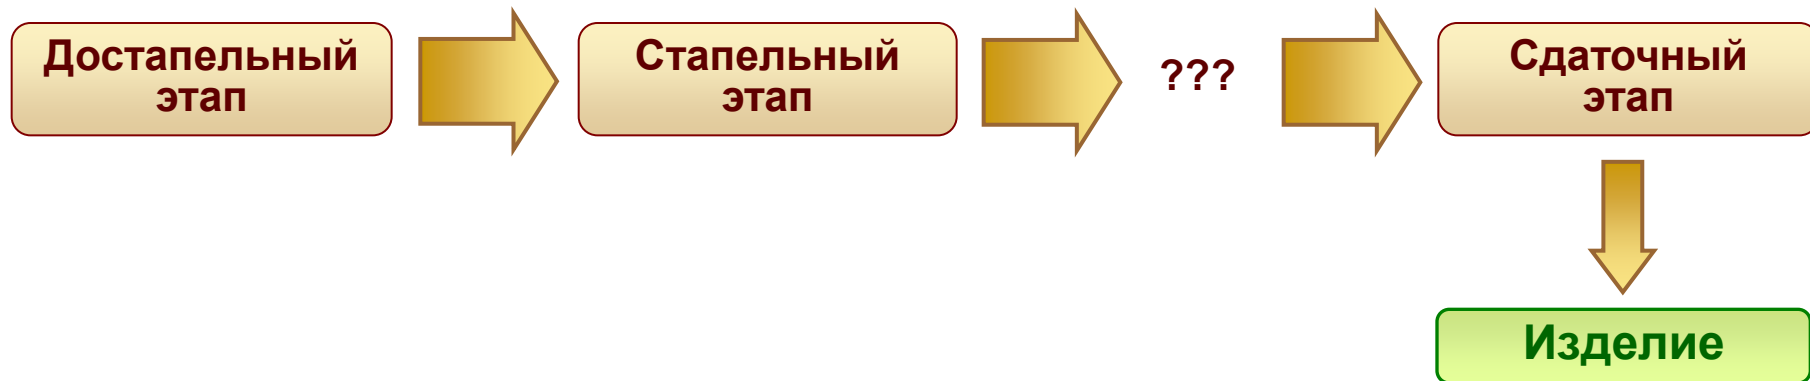 Достапельный
этап
Стапельный
этап
???
Сдаточный
этап
Изделие